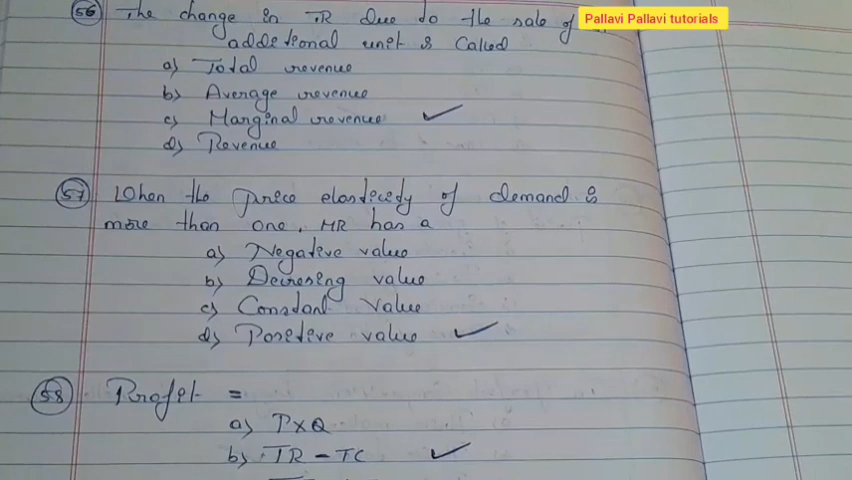 Pallavi Pallavi tutorials
56 The change in TR due to the sale of
additional unit is called
a) Total revenue
b) Average revenue
c) Marginal revenue ✓
d) Revenue
57 When the price elasticity of demand is
more than one, MR has a
a) Negative value
b) Decresing value
c) Constant value
d) Positive value ✓
58 Profit =
a) P×Q
b) TR - TC ✓